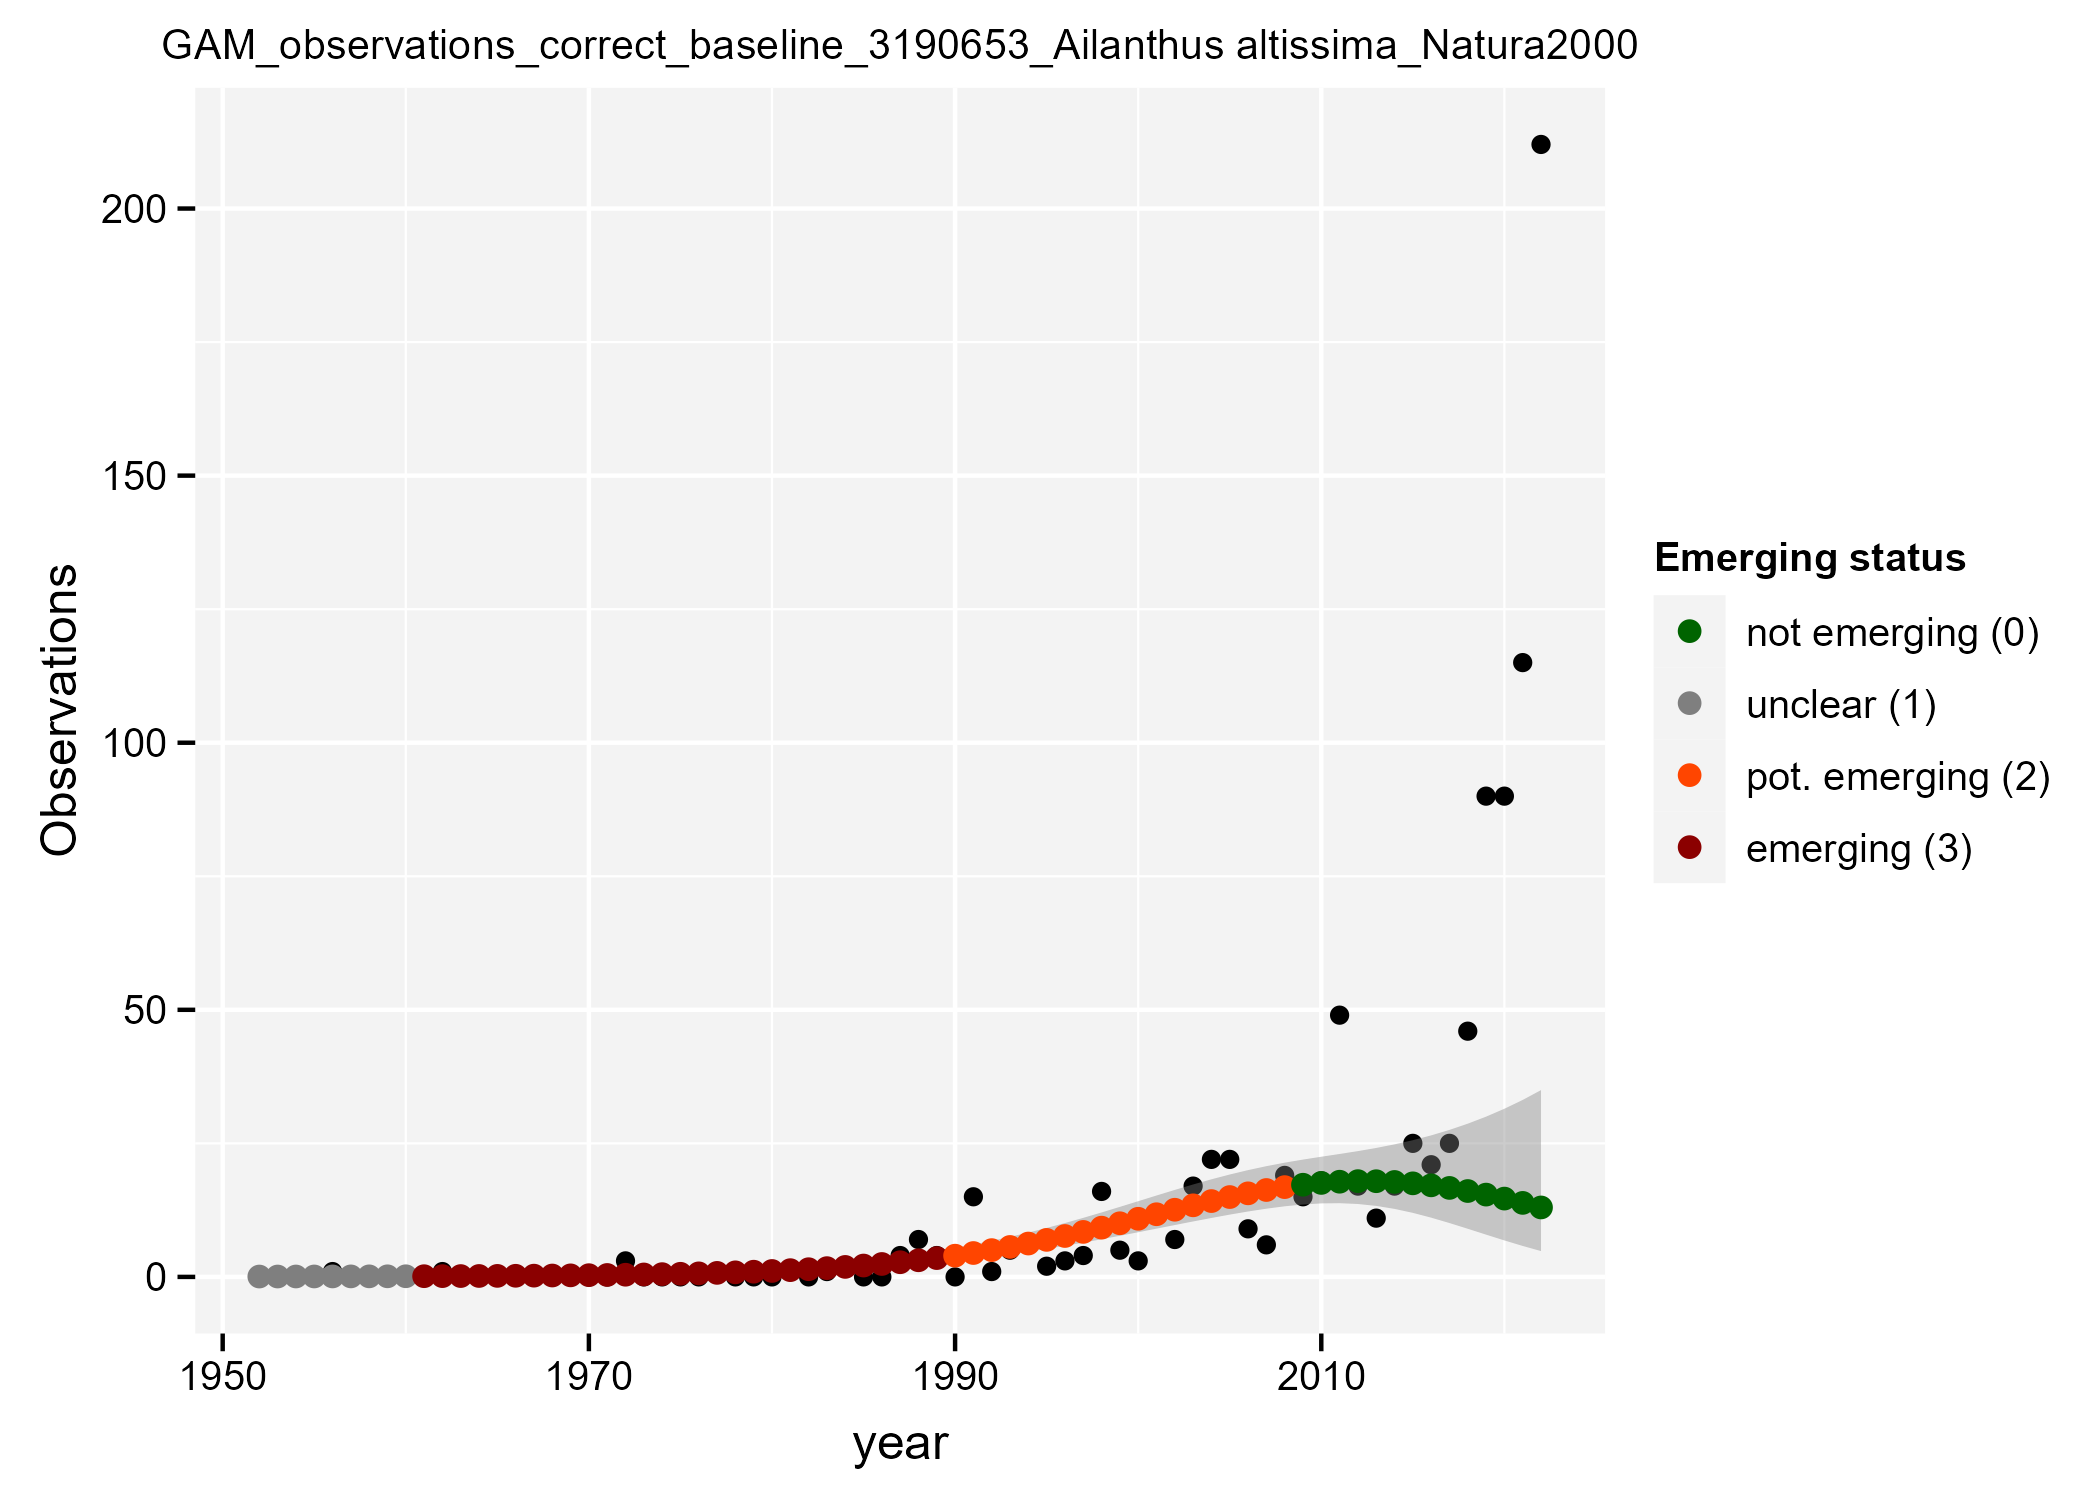 GAM_observations_correct_baseline_3190653_Ailanthus altissima_Natura2000
200
150
100
50
0
Observations
1950 1970 1990 2010
year
Emerging status
not emerging (0)
unclear (1)
pot. emerging (2)
emerging (3)